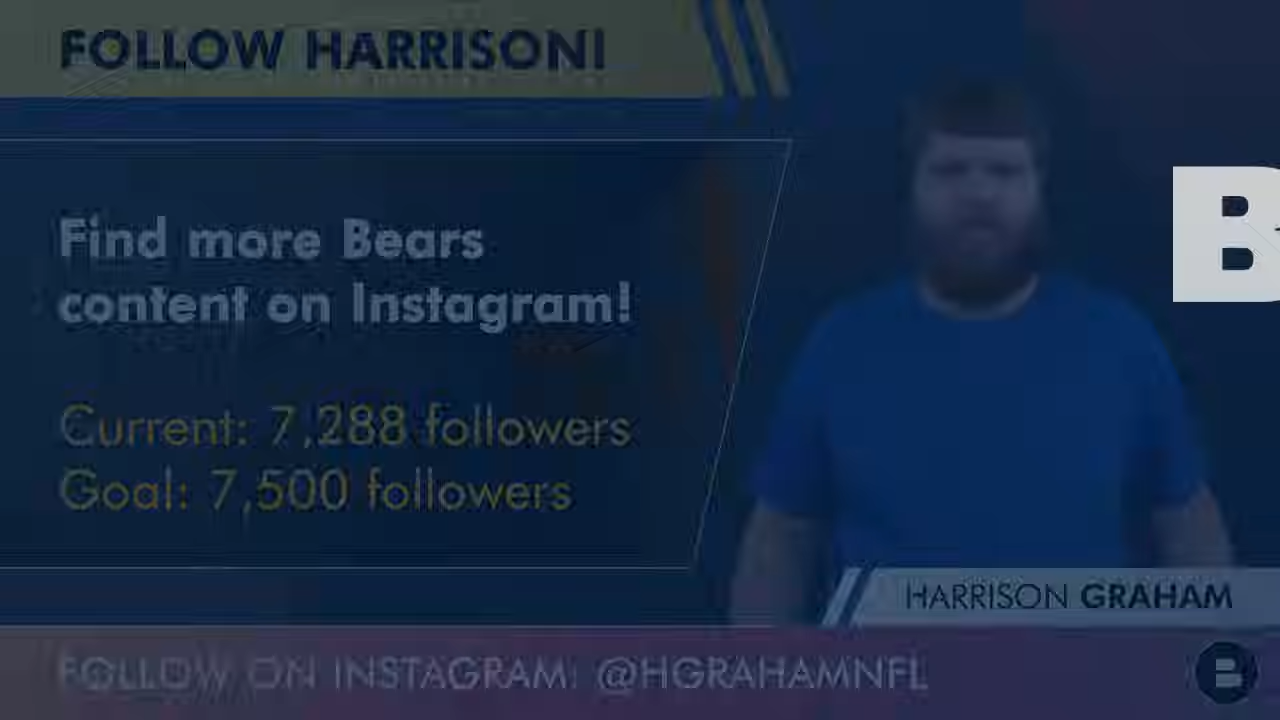 FOLLOW HARRISON!
B
Find more Bears
content on Instagram!
Current: 7,288 followers
Goal: 7,500 followers
HARRISON GRAHAM
FOLLOW ON INSTAGRAM: @HGRAHAMNFL
B